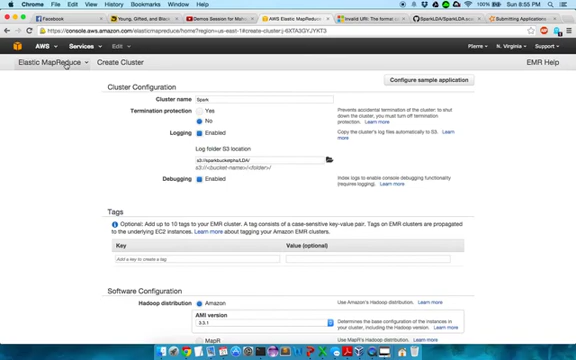 Chrome File Edit View History Bookmarks Window Help
100% Sun 8:55 PM
Facebook
Young, Gifted and Black
Demos Session for Moha
AWS Elastic MapReduce
Invalid URI: The format c
SparkLDA/SparkLDA.sc
Submitting Applications
https://console.aws.amazon.com/elasticmapreduce/home?region=us-east-1#create-cluster:j-6XTA3GYJYKT3
AWS Services Edit Pierre N. Virginia Support
Elastic MapReduce Create Cluster EMR Help
Cluster Configuration Configure sample application
Cluster name Spark
Termination protection Yes
No
Prevents accidental termination of the cluster: to shut
down the cluster, you must turn off termination
protection. Learn more
Logging Enabled
Copy the cluster's log files automatically to S3. Learn
more
Log folder S3 location
s3://sparkbucketpha/LDA/
s3://<bucket-name>/<folder>/
Debugging Enabled
Index logs to enable console debugging functionality
(requires logging). Learn more
Tags
Optional: Add up to 10 tags to your EMR cluster. A tag consists of a case-sensitive key-value pair. Tags on EMR clusters are propagated
to the underlying EC2 instances. Learn more about tagging your Amazon EMR clusters.
Key Value (optional)
Add a key to create a tag
Software Configuration
Hadoop distribution Amazon
Use Amazon's Hadoop distribution. Learn more
AMI version
3.3.1
Determines the base configuration of the instances in
your cluster, including the Hadoop version. Learn more
MapR
Use MapR's Hadoop distribution. Learn more